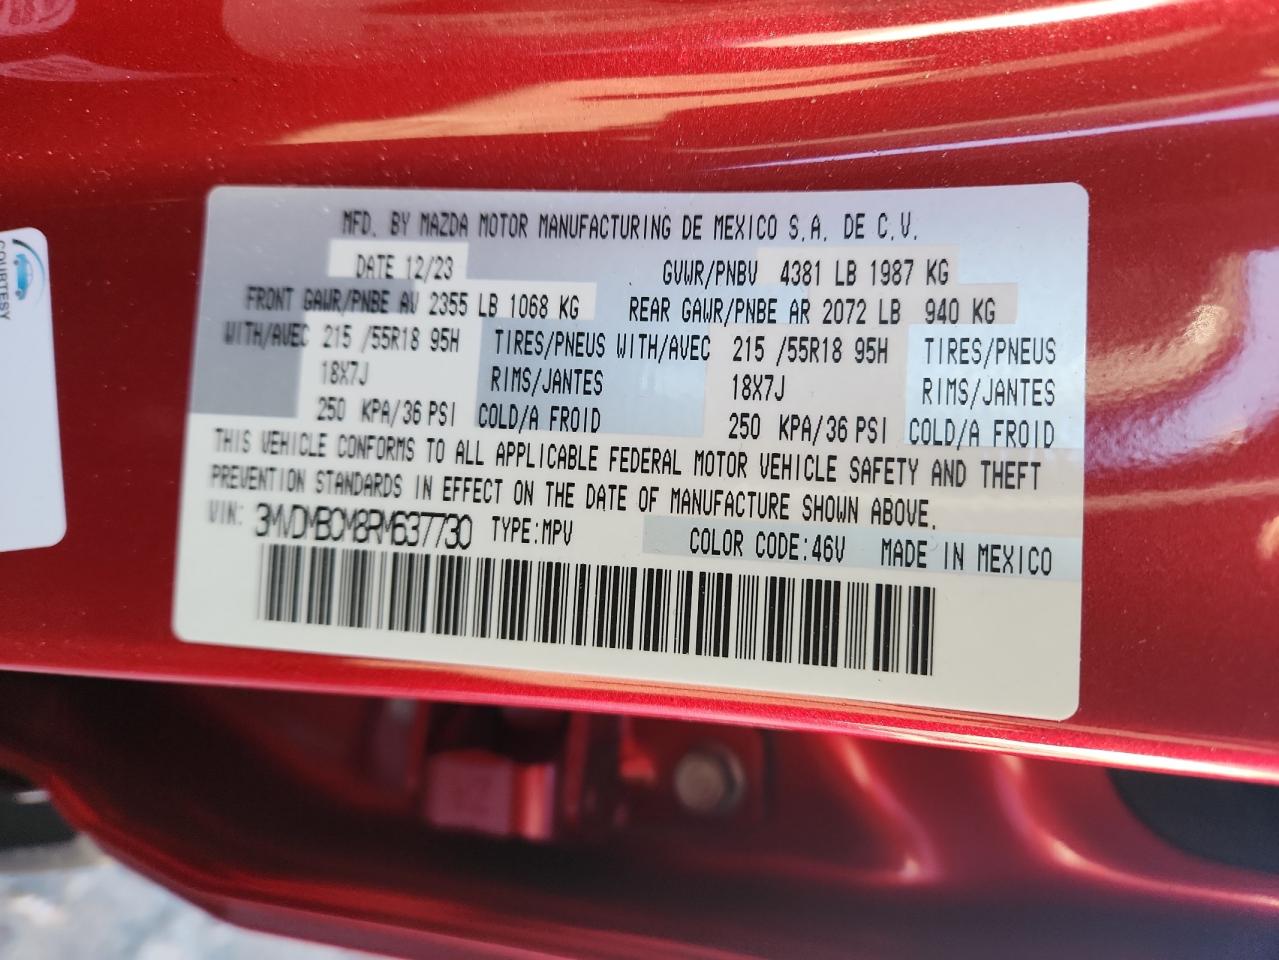 MFD. BY MAZDA MOTOR MANUFACTURING DE MEXICO S.A. DE C.V.
DATE 12/23 GVWR/PNBV 4381 LB 1987 KG
FRONT GAWR/PNBE AV 2355 LB 1068 KG REAR GAWR/PNBE AR 2072 LB 940 KG
WITH/AVEC 215 /55R18 95H TIRES/PNEUS WITH/AVEC 215 /55R18 95H TIRES/PNEUS
18X7J RIMS/JANTES 18X7J RIMS/JANTES
250 KPA/36 PSI COLD/A FROID 250 KPA/36 PSI COLD/A FROID
THIS VEHICLE CONFORMS TO ALL APPLICABLE FEDERAL MOTOR VEHICLE SAFETY AND THEFT
PREVENTION STANDARDS IN EFFECT ON THE DATE OF MANUFACTURE SHOWN ABOVE.
VIN: 3MVDMBCM8RM637730 TYPE:MPV COLOR CODE:46V MADE IN MEXICO
COURTESY